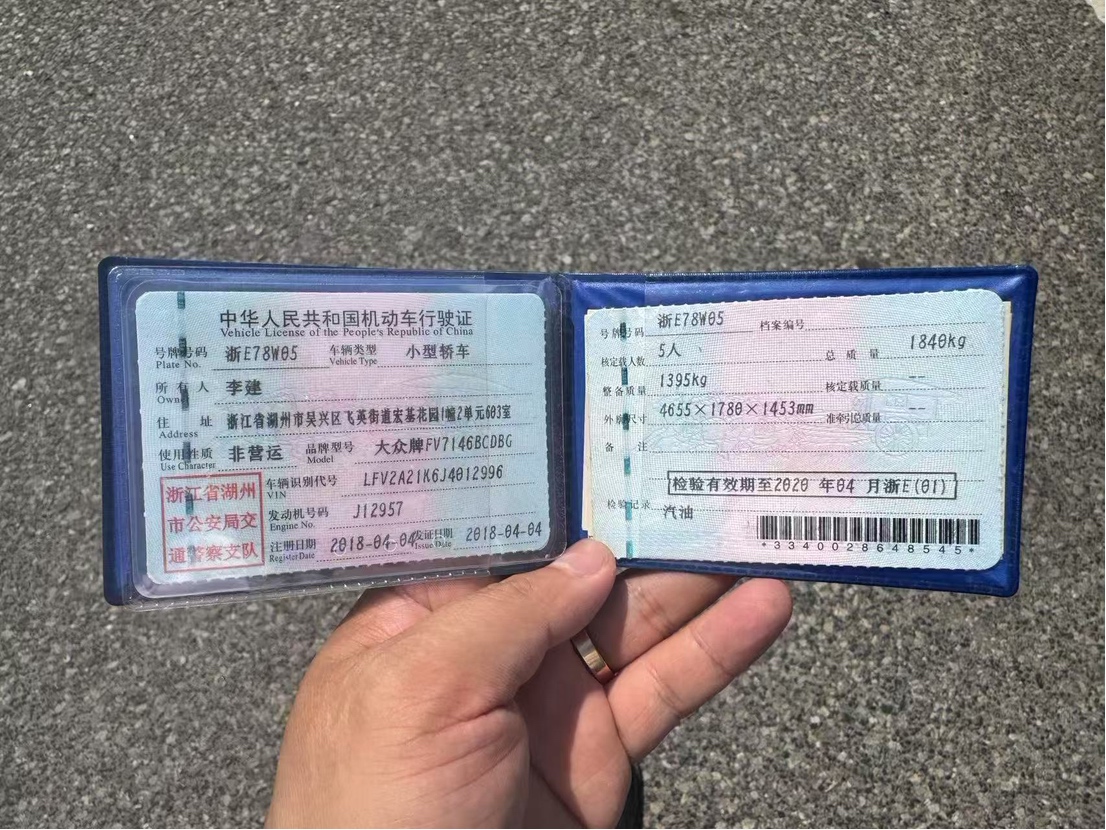 中华人民共和国机动车行驶证
Vehicle License of the People's Republic of China
号牌号码 浙E78W05 车辆类型 小型轿车
Plate No. Vehicle Type
所有人 李建
Owner
住址 浙江省湖州市吴兴区飞英街道宏基花园1幢2单元603室
Address
使用性质 非营运 品牌型号 大众牌FV7146BCDBG
Use Character Model
浙江省湖州
市公安局交
通警察支队
车辆识别代号 LFV2A21K6J4012996
VIN
发动机号码 J12957
Engine No.
注册日期 2018-04-04 发证日期 2018-04-04
Register Date Issue Date
号牌号码 浙E78W05 档案编号
核定载人数 5人 总质量 1840kg
整备质量 1395kg 核定载质量 --
外廓尺寸 4655×1780×1453mm 准牵引总质量 --
备注
检验有效期至2020 年04 月浙E(01)
检验记录
汽油
*3340028648545*